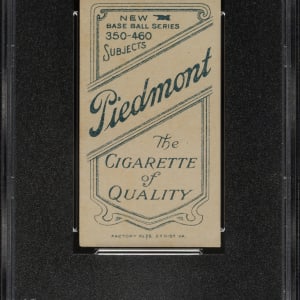 NEW
BASE BALL SERIES
350-460
SUBJECTS
Piedmont
The
CIGARETTE
of
QUALITY
FACTORY No 25. 2nd DIST. VA.